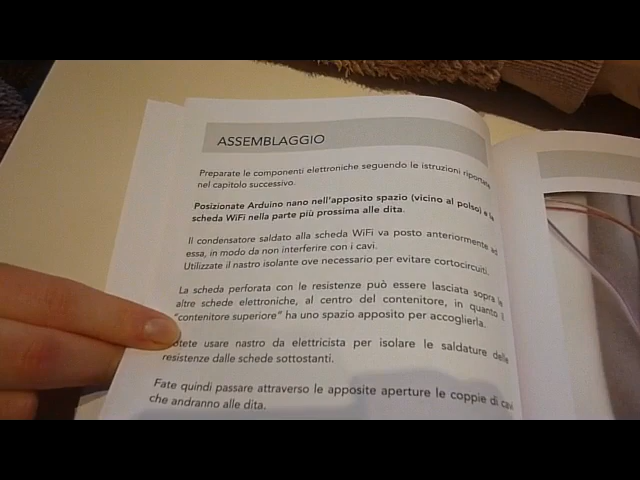 ASSEMBLAGGIO
Preparate le componenti elettroniche seguendo le istruzioni riportate
nel capitolo successivo.
Posizionate Arduino nano nell'apposito spazio (vicino al polso) e la
scheda WiFi nella parte più prossima alle dita.
Il condensatore saldato alla scheda WiFi va posto anteriormente ad
essa, in modo da non interferire con i cavi.
Utilizzate il nastro isolante ove necessario per evitare cortocircuiti.
La scheda perforata con le resistenze può essere lasciata sopra le
altre schede elettroniche, al centro del contenitore, in quanto il
"contenitore superiore" ha uno spazio apposito per accoglierla.
otete usare nastro da elettricista per isolare le saldature delle
resistenze dalle schede sottostanti.
Fate quindi passare attraverso le apposite aperture le coppie di cavi
che andranno alle dita.